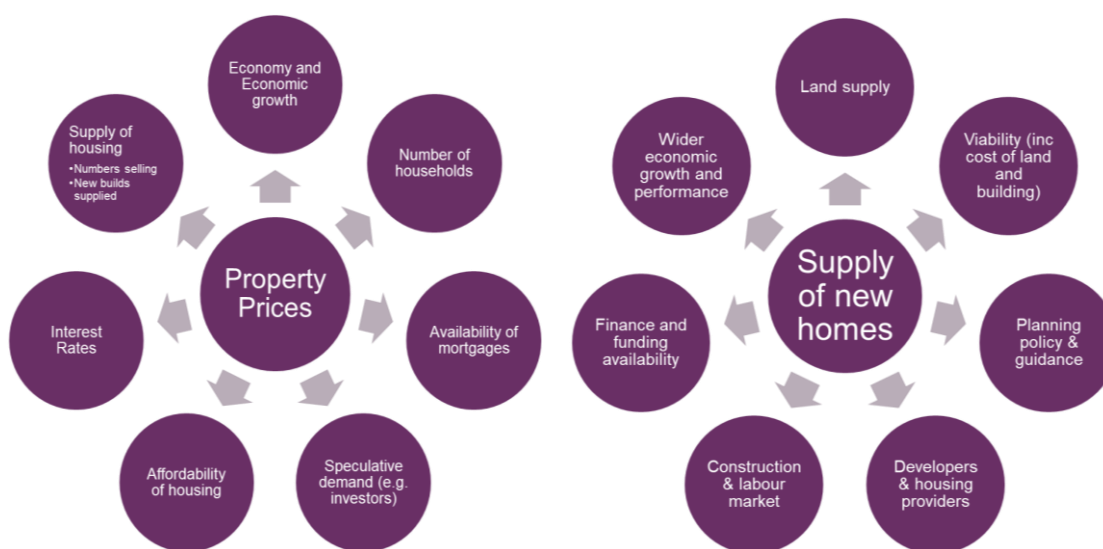 Economy and
Economic
growth
Supply of
housing
•Numbers selling
•New builds
supplied
Number of
households
Property
Prices
Interest
Rates
Availability of
mortgages
Affordability
of housing
Speculative
demand (e.g.
investors)
Land supply
Wider
economic
growth and
performance
Viability (inc
cost of land
and
building)
Supply
of new
homes
Finance and
funding
availability
Planning
policy &
guidance
Construction
& labour
market
Developers
& housing
providers